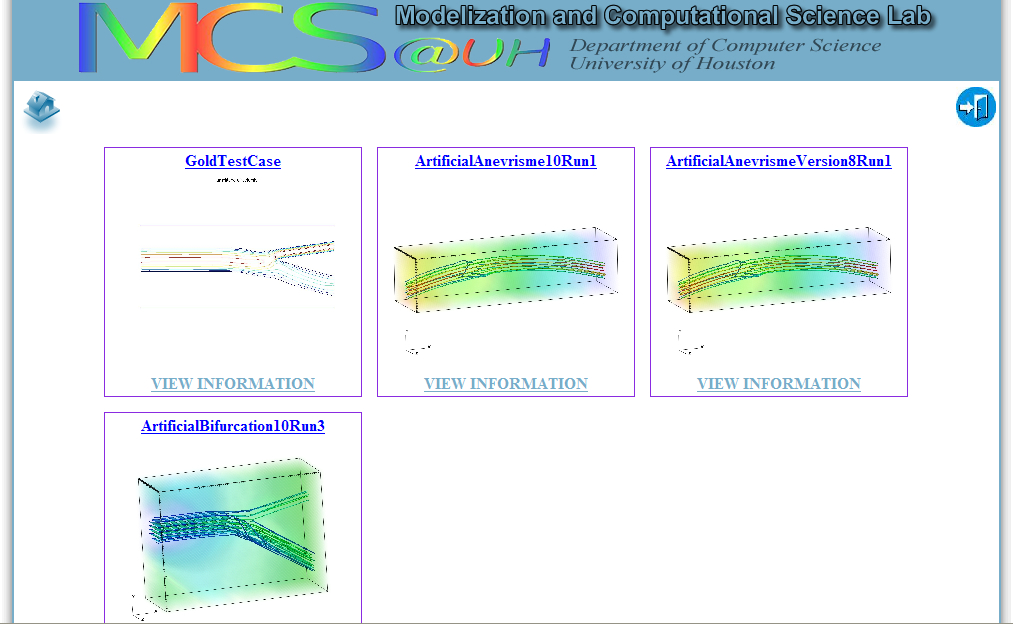 MCS@UH
Modelization and Computational Science Lab
Department of Computer Science
University of Houston
GoldTestCase
ArtificialAnevrisme10Run1
ArtificialAnevrismeVersion8Run1
VIEW INFORMATION
VIEW INFORMATION
VIEW INFORMATION
ArtificialBifurcation10Run3